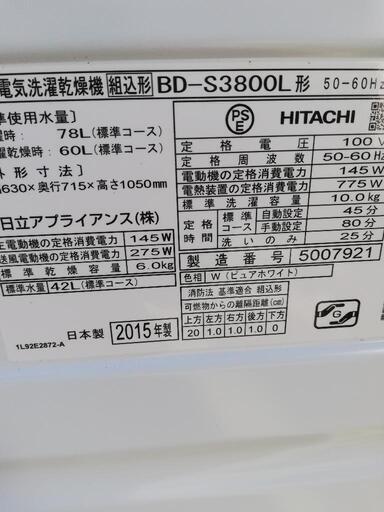 電気洗濯乾燥機 組込形 BD-S3800L形 50-60Hz
準使用水量)
濯時: 78L(標準コース)
燥時: 60L(標準コース)
外形寸法)
630×奥行715×高さ1050mm
日立アプライアンス(株)
電動機の定格消費電力 145W
送風電動機の定格消費電力 275W
標準乾燥容量 6.0kg
標準水量 42L(標準コース)
日本製 2015年製
1L92E2872-A
PSE HITACHI
定格電圧 100V
定格周波数 50-60Hz
電動機の定格消費電力 145W
電熱装置の定格消費電力 775W
標準洗濯容量 10.0kg
定格時間 標準コース 自動設定 45分
手動設定 80分
洗いのみ 25分
製造番号 5007921
色相 W(ピュアホワイト)
消防法 基準適合 組込形
可燃物からの離隔距離(cm)
上方 左方 右方 後方 下方
20 1.0 1.0 1.0 0
G